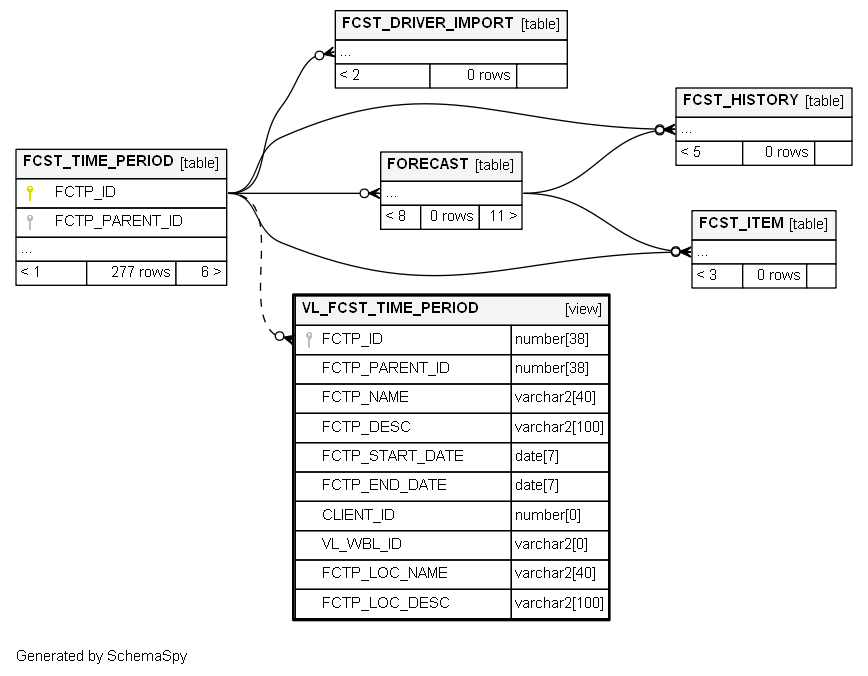 FCST_DRIVER_IMPORT [table]
...
< 2 0 rows
FCST_HISTORY [table]
...
< 5 0 rows
FCST_TIME_PERIOD [table]
FCTP_ID
FCTP_PARENT_ID
...
< 1 277 rows 6 >
FORECAST [table]
...
< 8 0 rows 11 >
FCST_ITEM [table]
...
< 3 0 rows
VL_FCST_TIME_PERIOD [view]
FCTP_ID number[38]
FCTP_PARENT_ID number[38]
FCTP_NAME varchar2[40]
FCTP_DESC varchar2[100]
FCTP_START_DATE date[7]
FCTP_END_DATE date[7]
CLIENT_ID number[0]
VL_WBL_ID varchar2[0]
FCTP_LOC_NAME varchar2[40]
FCTP_LOC_DESC varchar2[100]
Generated by SchemaSpy